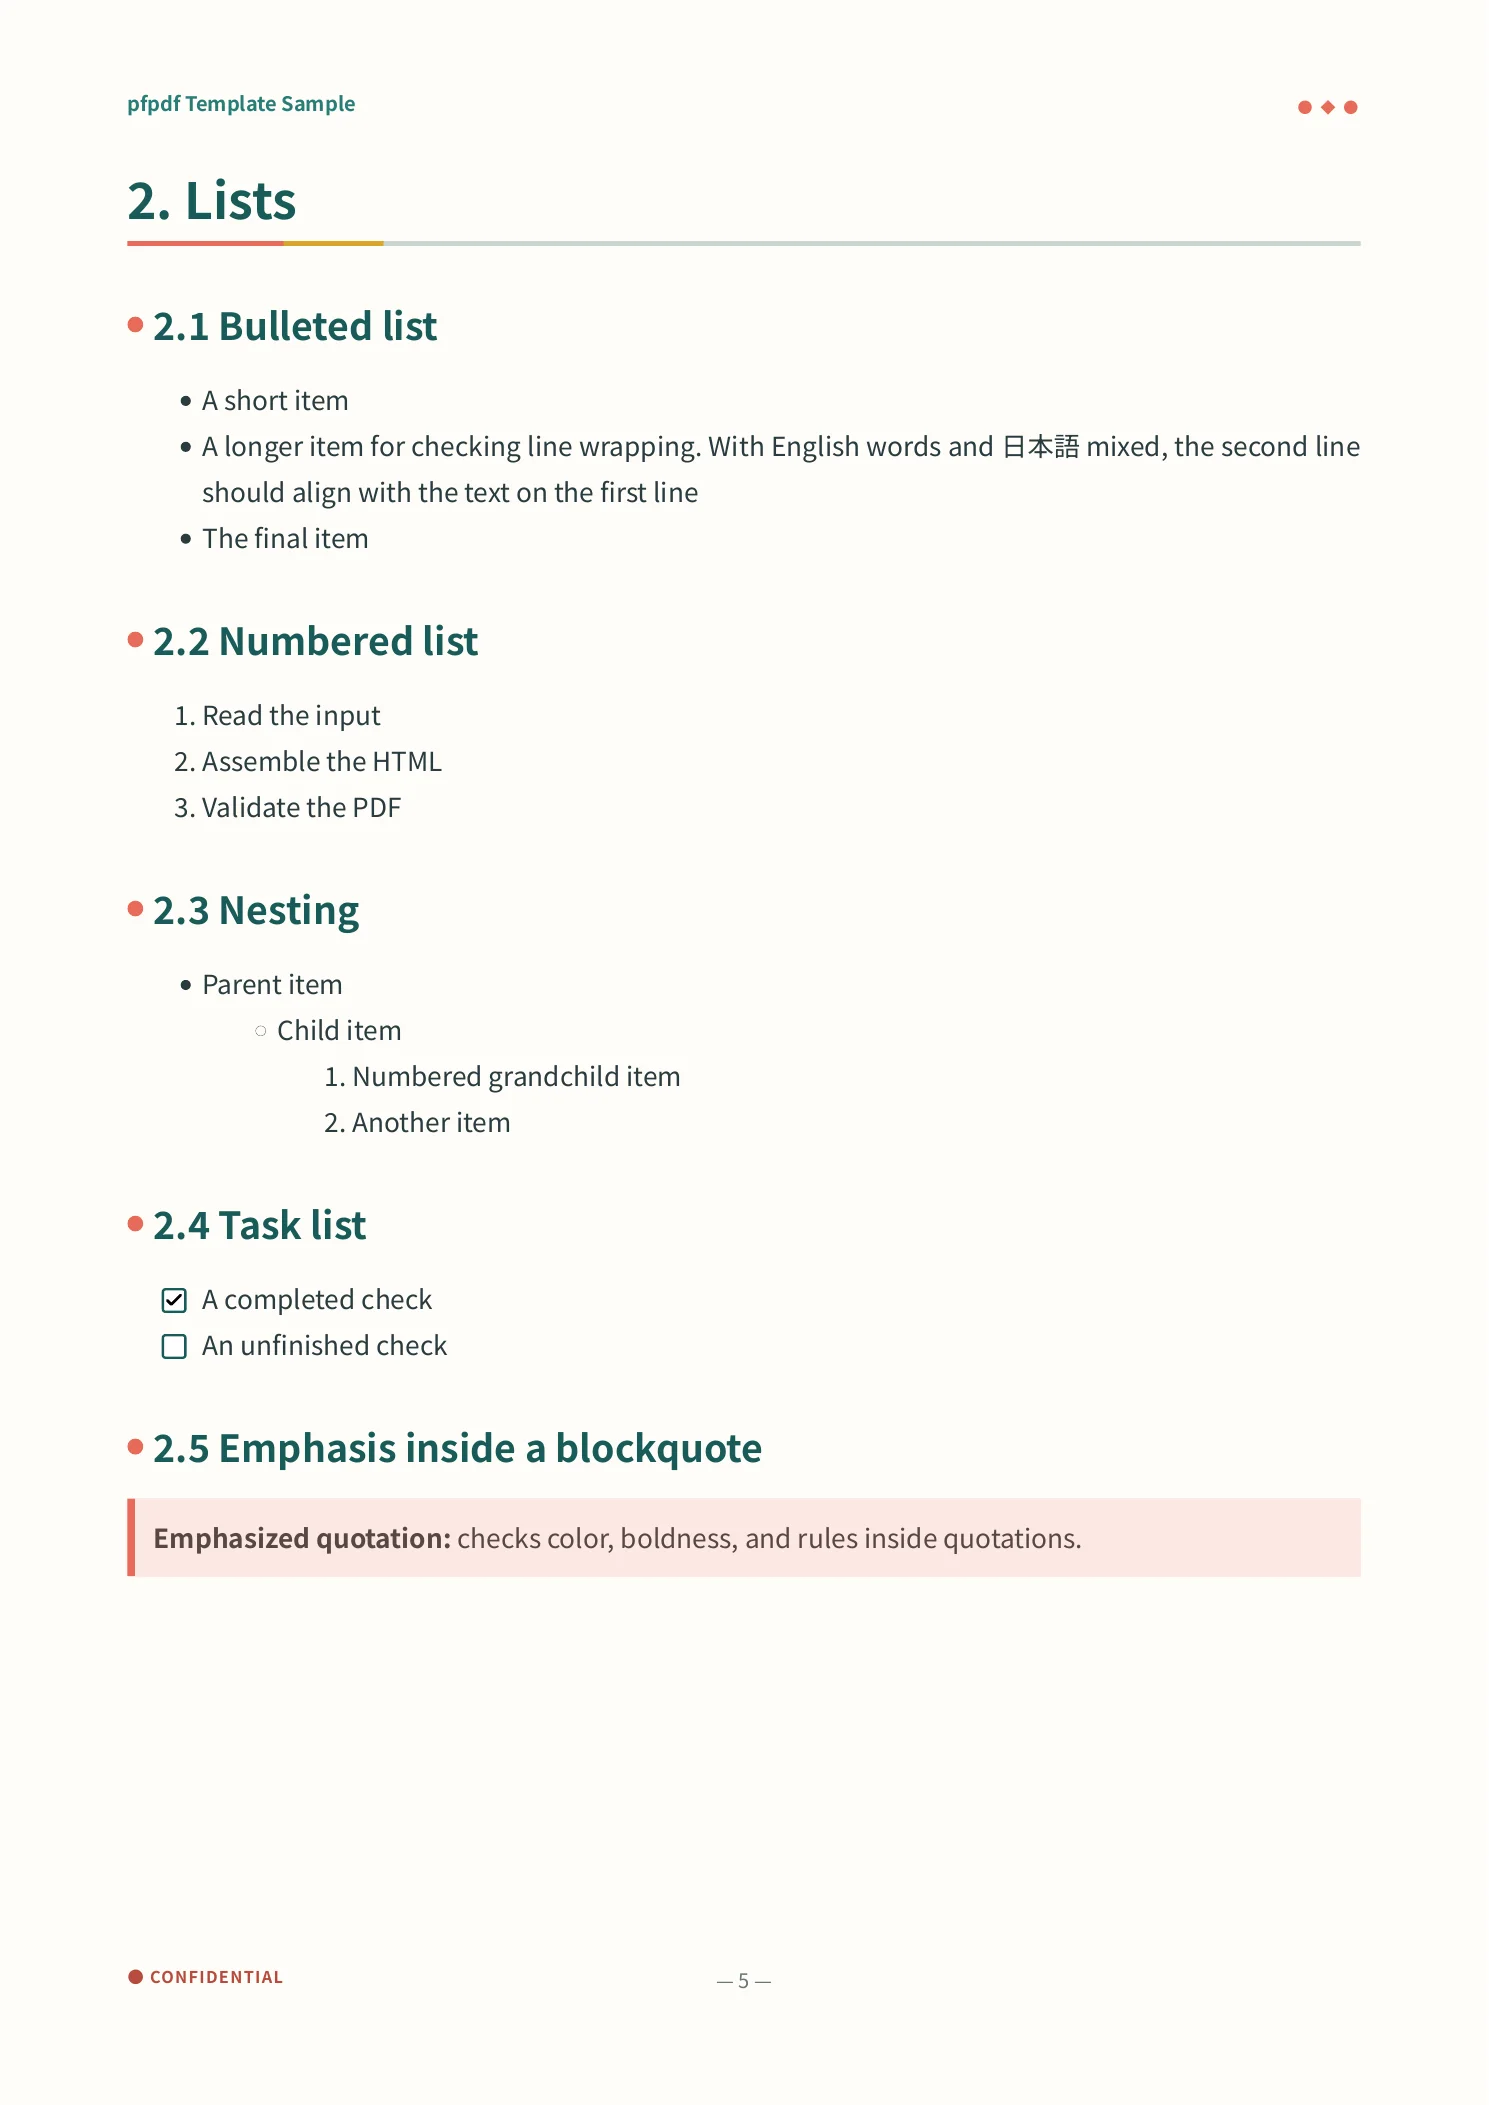 pfpdf Template Sample
2. Lists
2.1 Bulleted list
• A short item
• A longer item for checking line wrapping. With English words and 日本語 mixed, the second line
should align with the text on the first line
• The final item
2.2 Numbered list
1. Read the input
2. Assemble the HTML
3. Validate the PDF
2.3 Nesting
• Parent item
◦ Child item
1. Numbered grandchild item
2. Another item
2.4 Task list
☑ A completed check
☐ An unfinished check
2.5 Emphasis inside a blockquote
Emphasized quotation: checks color, boldness, and rules inside quotations.
CONFIDENTIAL
— 5 —